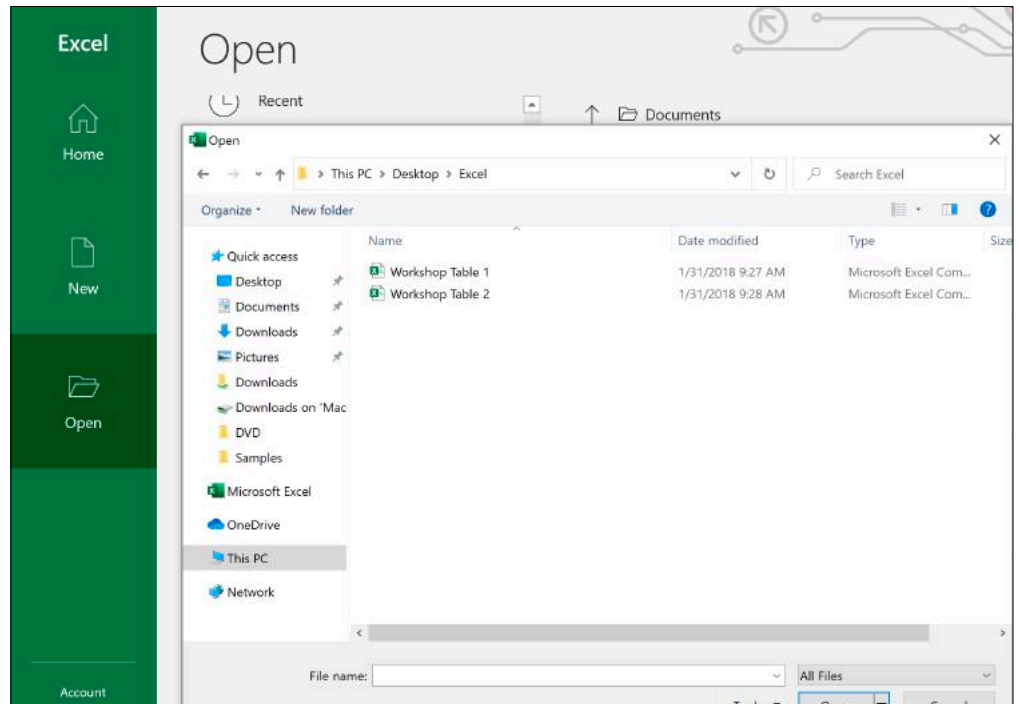 Excel
Home
New
Open
Account
Open
Recent
Documents
Open
This PC > Desktop > Excel
Search Excel
Organize
New folder
Name
Date modified
Type
Size
Quick access
Desktop
Documents
Downloads
Pictures
Downloads
Downloads on 'Mac
DVD
Samples
Microsoft Excel
OneDrive
This PC
Network
Workshop Table 1 1/31/2018 9:27 AM Microsoft Excel Com...
Workshop Table 2 1/31/2018 9:28 AM Microsoft Excel Com...
File name:
All Files